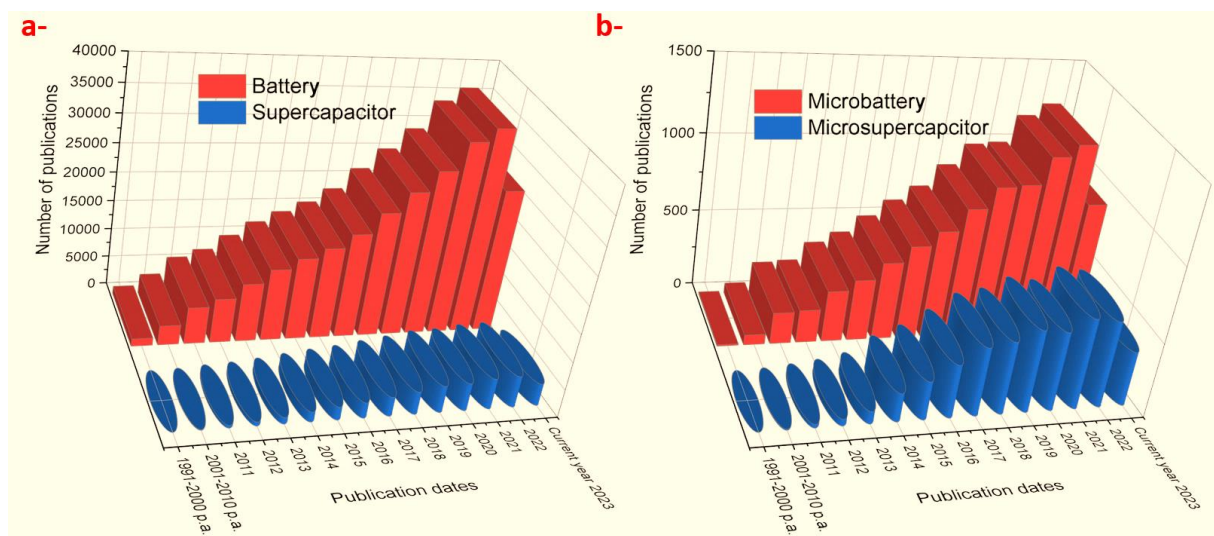 a-
40000
35000
30000
25000
20000
15000
10000
5000
0
Number of publications
Battery
Supercapacitor
1991-2000 p.a.
2001-2010 p.a.
2011
2012
2013
2014
2015
2016
2017
2018
2019
2020
2021
2022
Current year 2023
Publication dates
b-
1500
1000
500
0
Number of publications
Microbattery
Microsupercapcitor
1991-2000 p.a.
2001-2010 p.a.
2011
2012
2013
2014
2015
2016
2017
2018
2019
2020
2021
2022
Current year 2023
Publication dates